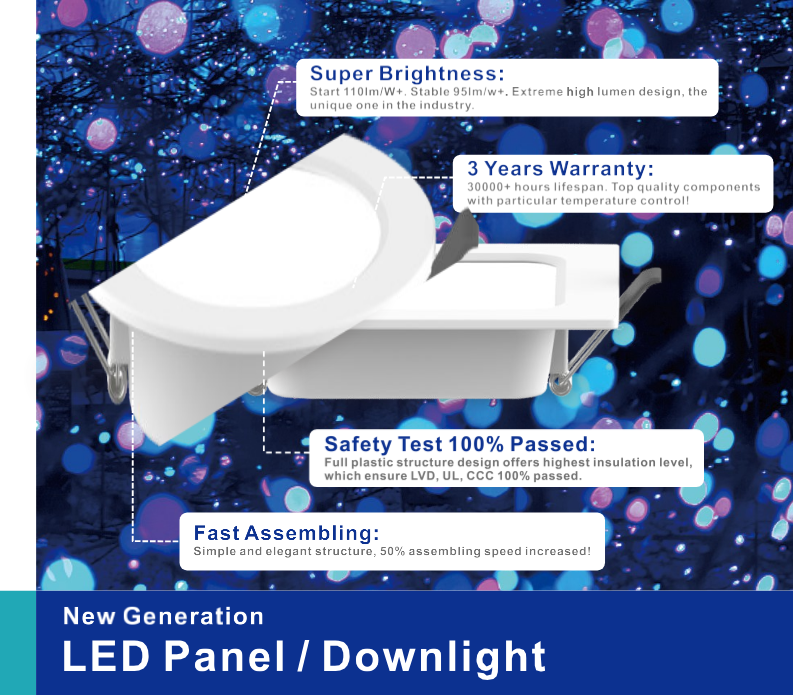 Super Brightness:
Start 110lm/W+. Stable 95lm/w+. Extreme high lumen design, the
unique one in the industry.
3 Years Warranty:
30000+ hours lifespan. Top quality components
with particular temperature control!
Safety Test 100% Passed:
Full plastic structure design offers highest insulation level,
which ensure LVD, UL, CCC 100% passed.
Fast Assembling:
Simple and elegant structure, 50% assembling speed increased!
New Generation
LED Panel / Downlight